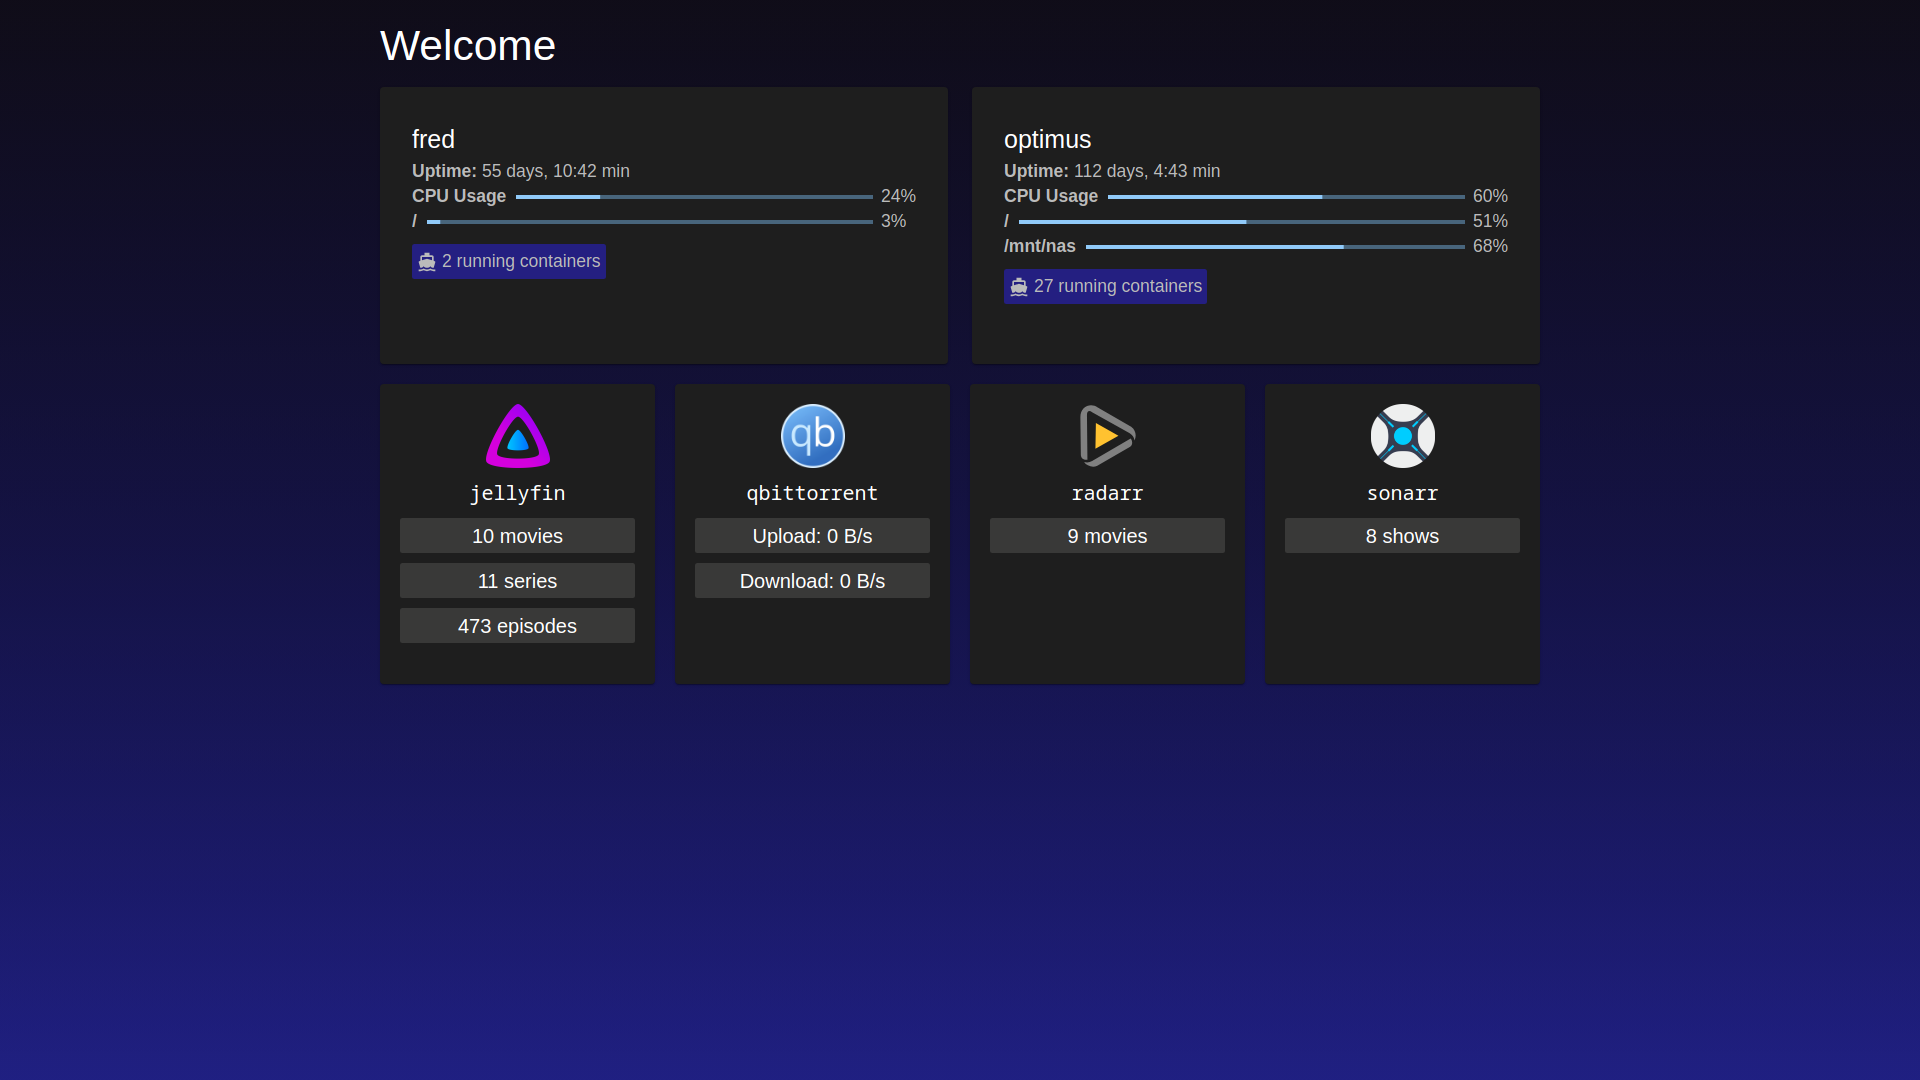 Welcome
fred
Uptime: 55 days, 10:42 min
CPU Usage 24%
/ 3%
2 running containers
optimus
Uptime: 112 days, 4:43 min
CPU Usage 60%
/ 51%
/mnt/nas 68%
27 running containers
jellyfin
10 movies
11 series
473 episodes
qb
qbittorrent
Upload: 0 B/s
Download: 0 B/s
radarr
9 movies
sonarr
8 shows